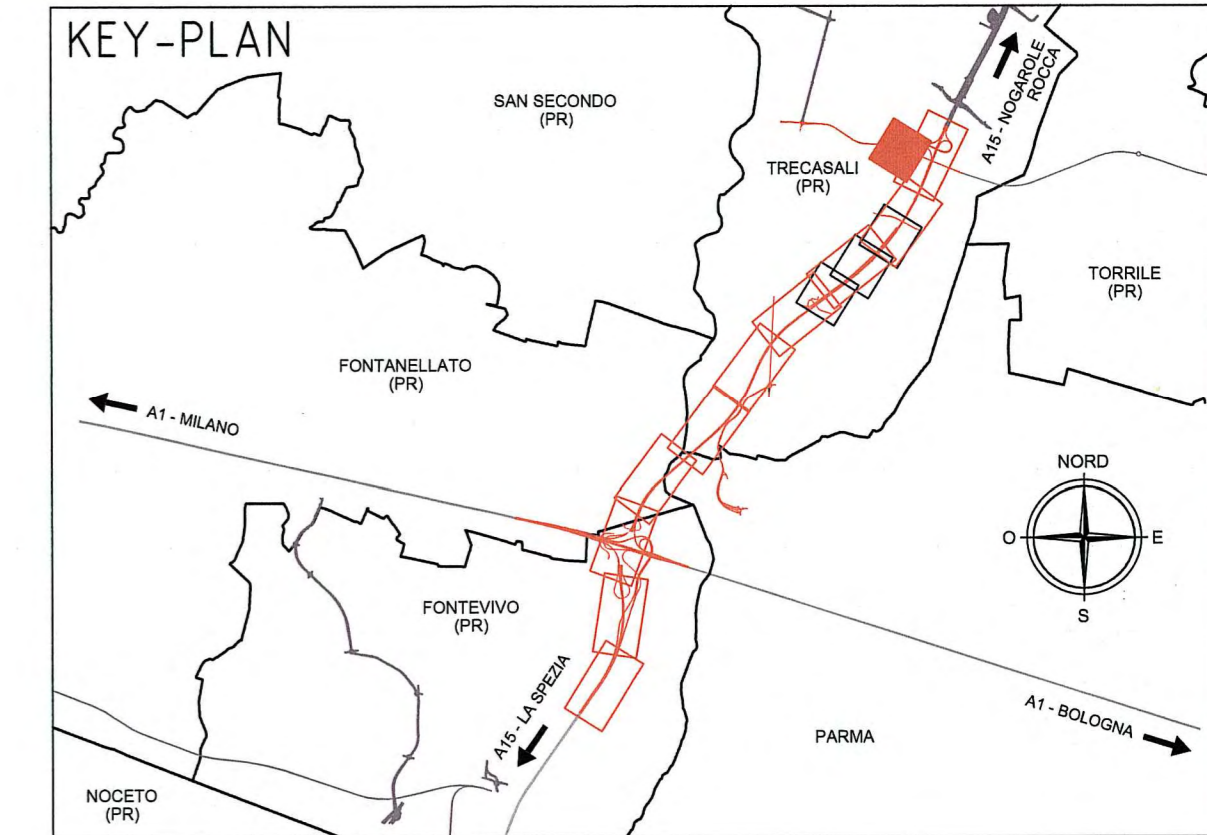 KEY-PLAN
SAN SECONDO
(PR)
A15 - NOGAROLE
ROCCA
TRECASALI
(PR)
TORRILE
(PR)
FONTANELLATO
(PR)
A1 - MILANO
NORD
O
E
S
FONTEVIVO
(PR)
A15 - LA SPEZIA
A1 - BOLOGNA
PARMA
NOCETO
(PR)